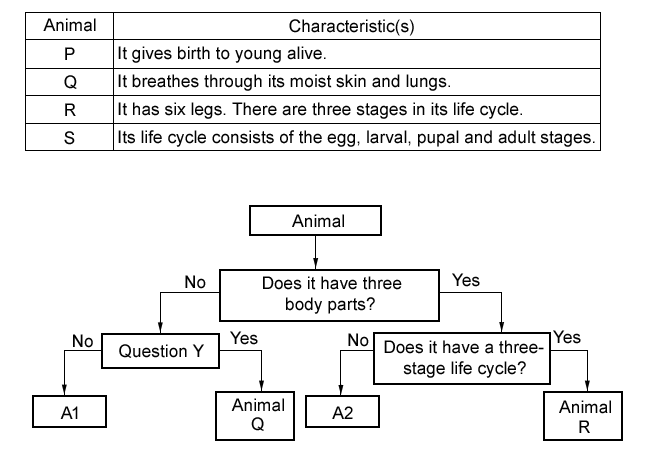 Animal Characteristic(s)
P It gives birth to young alive.
Q It breathes through its moist skin and lungs.
R It has six legs. There are three stages in its life cycle.
S Its life cycle consists of the egg, larval, pupal and adult stages.
Animal
No
Does it have three
body parts?
Yes
No
Question Y
Yes
No
Does it have a three-
stage life cycle?
Yes
A1
Animal
Q
A2
Animal
R